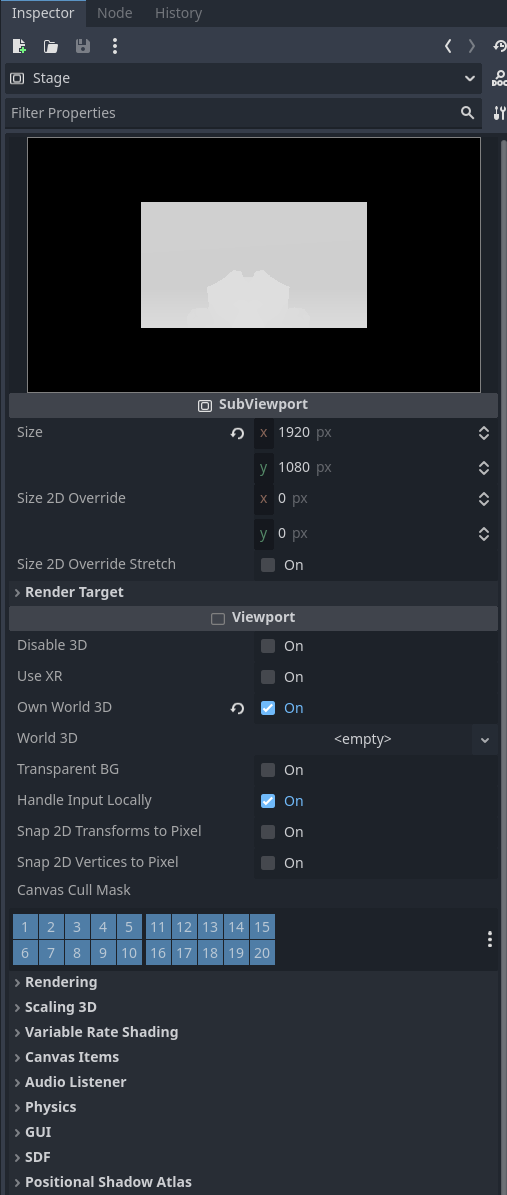 Inspector Node History
Stage
DOC
Filter Properties
SubViewport
Size x 1920 px
y 1080 px
Size 2D Override x 0 px
y 0 px
Size 2D Override Stretch On
Render Target
Viewport
Disable 3D On
Use XR On
Own World 3D On
World 3D <empty>
Transparent BG On
Handle Input Locally On
Snap 2D Transforms to Pixel On
Snap 2D Vertices to Pixel On
Canvas Cull Mask
1 2 3 4 5 11 12 13 14 15
6 7 8 9 10 16 17 18 19 20
Rendering
Scaling 3D
Variable Rate Shading
Canvas Items
Audio Listener
Physics
GUI
SDF
Positional Shadow Atlas